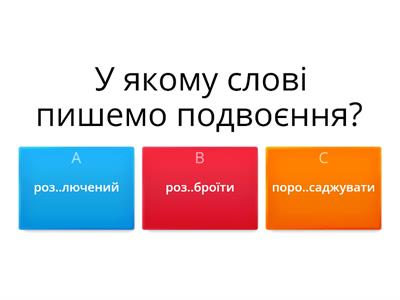 У якому слові
пишемо подвоєння?
A
B
C
роз..лючений
роз..броїти
поро..саджувати